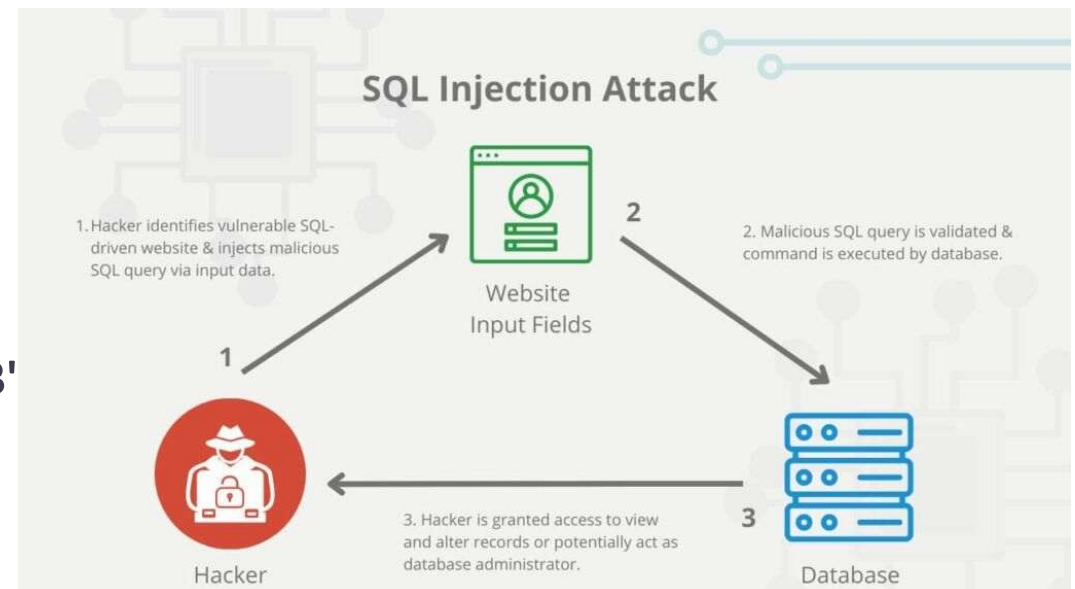 SQL Injection Attack
1. Hacker identifies vulnerable SQL-
driven website & injects malicious
SQL query via input data.
2
2. Malicious SQL query is validated &
command is executed by database.
Website
Input Fields
1
3'
3. Hacker is granted access to view
and alter records or potentially act as
database administrator.
3
Hacker
Database